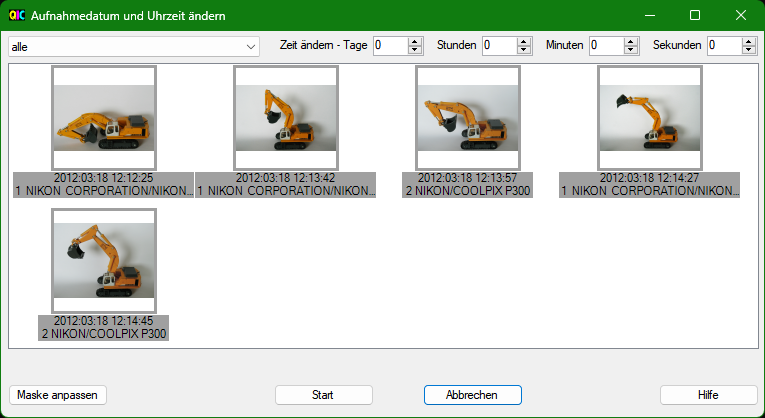 QIC Aufnahmedatum und Uhrzeit ändern
alle Zeit ändern - Tage 0 Stunden 0 Minuten 0 Sekunden 0
2012:03:18 12:12:25
1 NIKON CORPORATION/NIKON...
2012:03:18 12:13:42
1 NIKON CORPORATION/NIKON...
2012:03:18 12:13:57
2 NIKON/COOLPIX P300
2012:03:18 12:14:27
1 NIKON CORPORATION/NIKON...
2012:03:18 12:14:45
2 NIKON/COOLPIX P300
Maske anpassen Start Abbrechen Hilfe